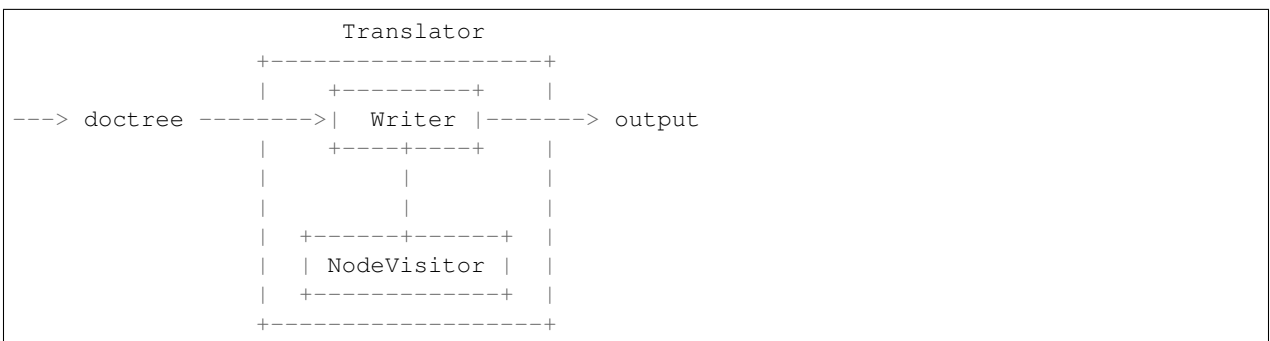 Translator
+-------------------+
|    +---------+    |
---> doctree -------->|  Writer |-------> output
|    +----+----+    |
|         |         |
|         |         |
|  +------+------+  |
|  | NodeVisitor |  |
|  +-------------+  |
+-------------------+